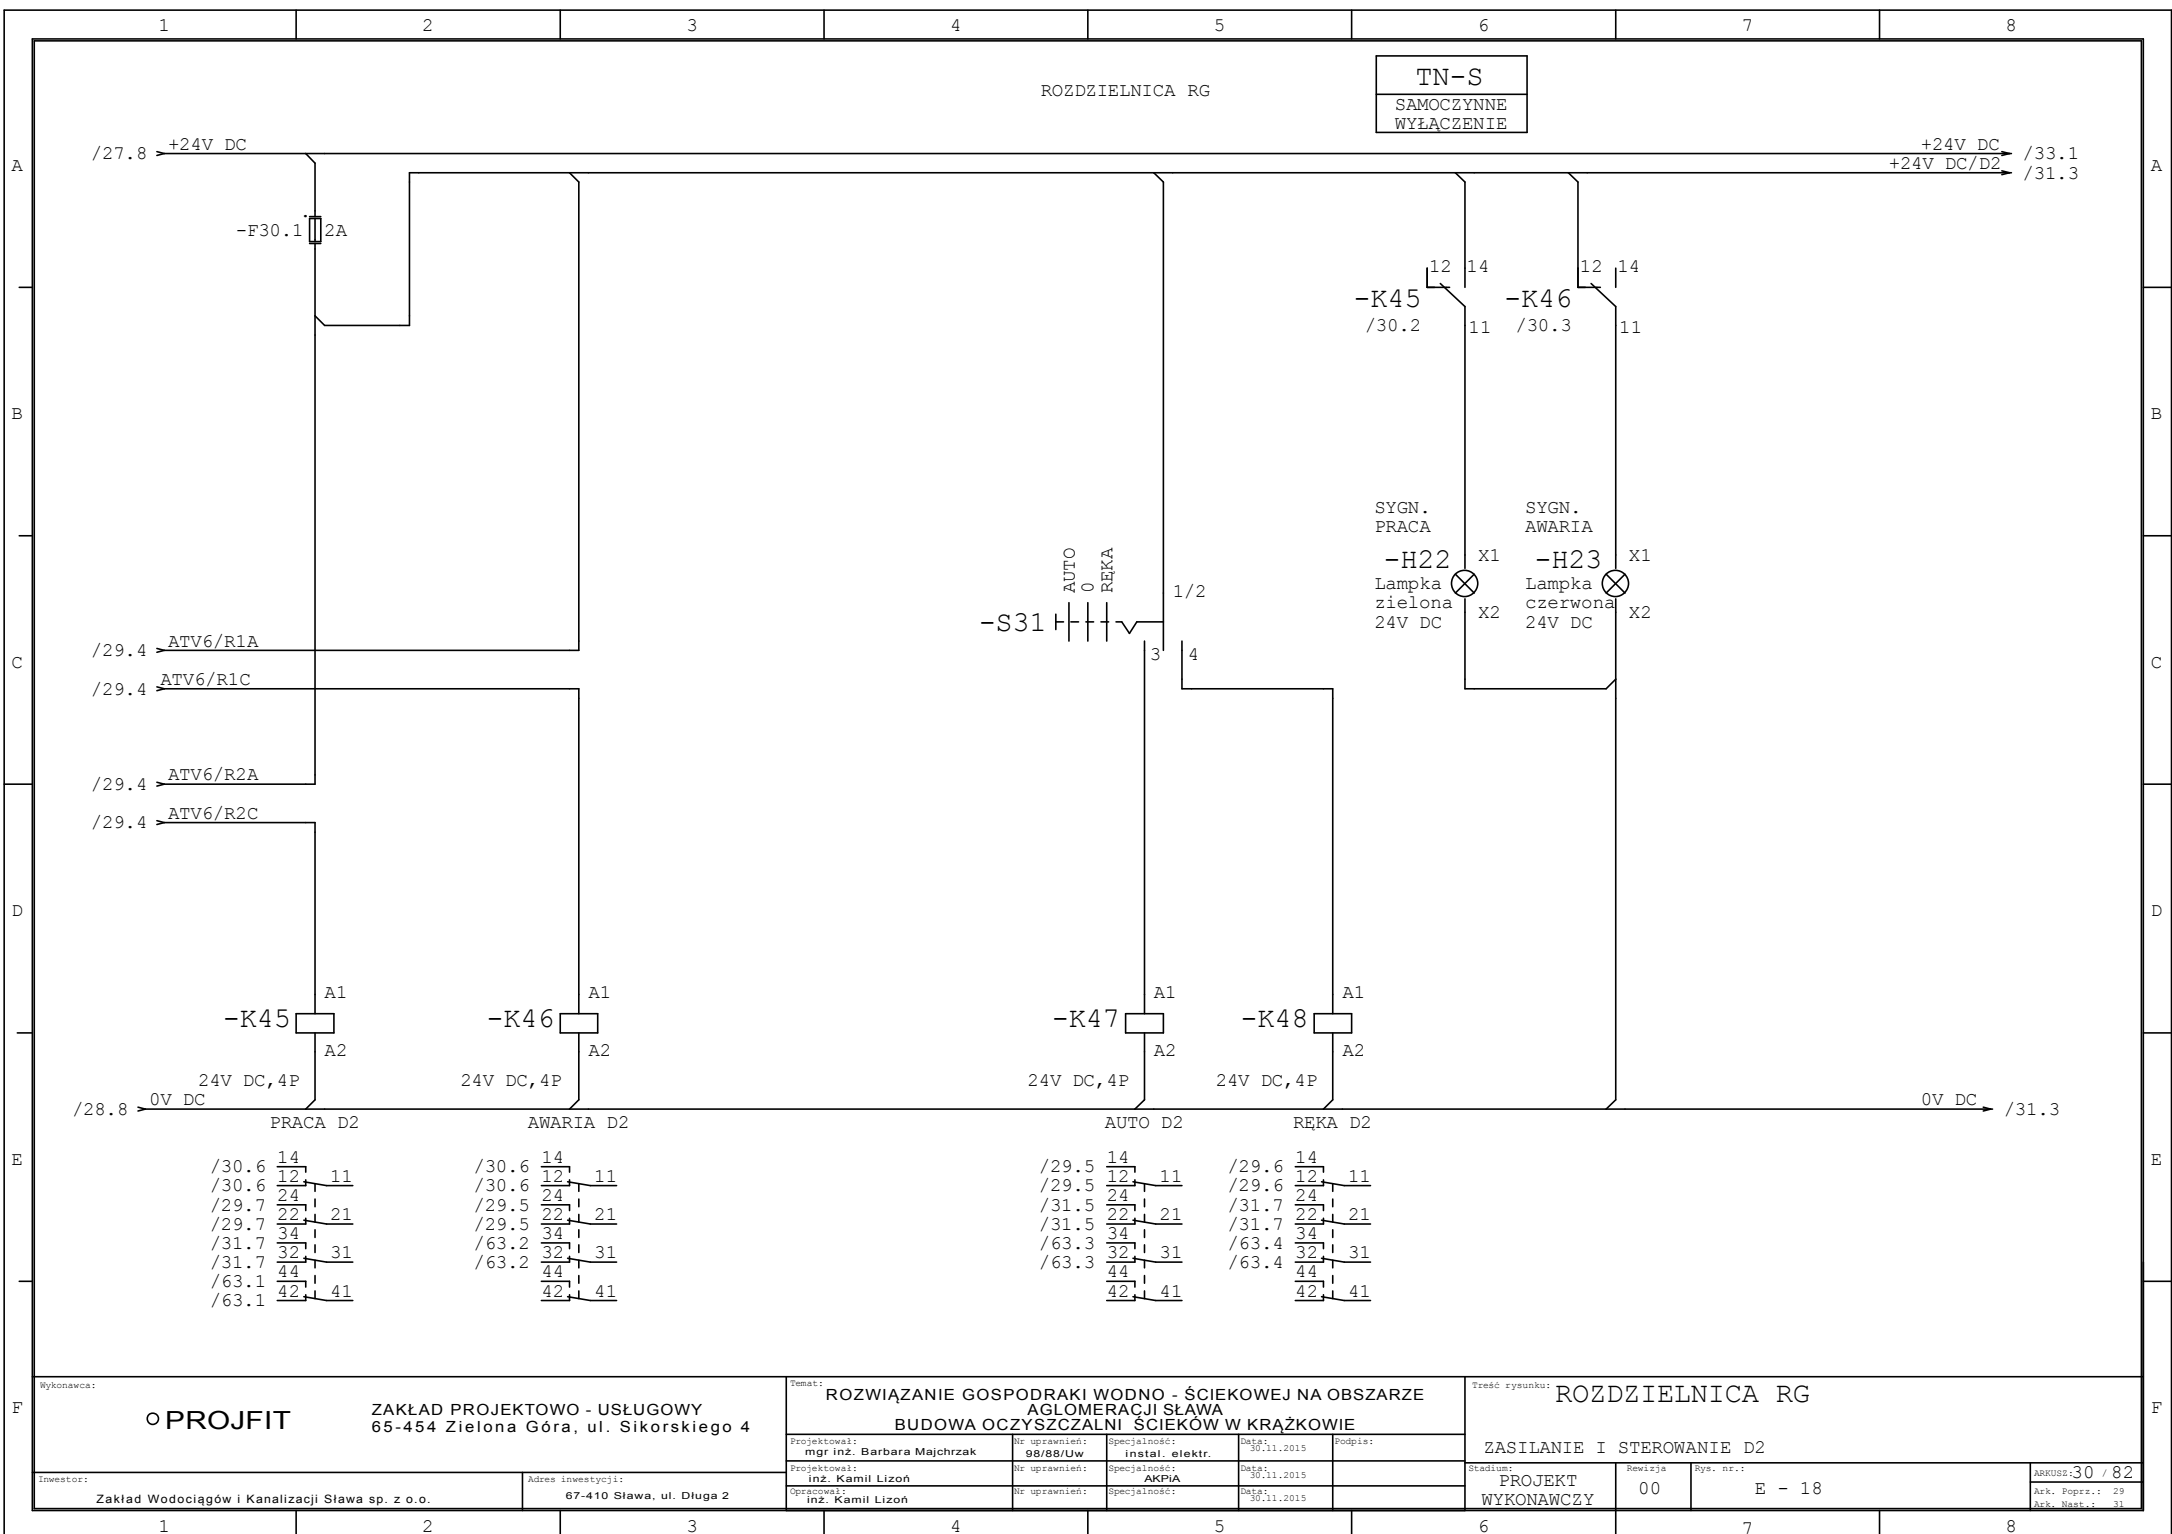 1 2 3 4 5 6 7 8
ROZDZIELNICA RG
TN-S
SAMOCZYNNE
WYŁĄCZENIE
A
/27.8 +24V DC
+24V DC /33.1
+24V DC/D2 /31.3
A
-F30.1 2A
12 14
-K45
/30.2
11
12 14
-K46
/30.3
11
B
B
SYGN.
PRACA
-H22 X1
Lampka
zielona
24V DC
X2
SYGN.
AWARIA
-H23 X1
Lampka
czerwona
24V DC
X2
AUTO
0
RĘKA
1/2
-S31
3 4
C
C
/29.4 ATV6/R1A
/29.4 ATV6/R1C
/29.4 ATV6/R2A
/29.4 ATV6/R2C
D
D
A1
-K45
A2
24V DC,4P
A1
-K46
A2
24V DC,4P
A1
-K47
A2
24V DC,4P
A1
-K48
A2
24V DC,4P
/28.8 0V DC
0V DC /31.3
PRACA D2
AWARIA D2
AUTO D2
RĘKA D2
E
E
/30.6 14
/30.6 12 11
/29.7 24
/29.7 22 21
/31.7 34
/31.7 32 31
/63.1 44
/63.1 42 41
/30.6 14
/30.6 12 11
/29.5 24
/29.5 22 21
/63.2 34
/63.2 32 31
44
42 41
/29.5 14
/29.5 12 11
/31.5 24
/31.5 22 21
/63.3 34
/63.3 32 31
44
42 41
/29.6 14
/29.6 12 11
/31.7 24
/31.7 22 21
/63.4 34
/63.4 32 31
44
42 41
F
F
Wykonawca:
PROJFIT
ZAKŁAD PROJEKTOWO - USŁUGOWY
65-454 Zielona Góra, ul. Sikorskiego 4
Inwestor:
Zakład Wodociągów i Kanalizacji Sława sp. z o.o.
Adres inwestycji:
67-410 Sława, ul. Długa 2
Temat:
ROZWIĄZANIE GOSPODRAKI WODNO - ŚCIEKOWEJ NA OBSZARZE
AGLOMERACJI SŁAWA
BUDOWA OCZYSZCZALNI ŚCIEKÓW W KRĄŻKOWIE
Projektował: mgr inż. Barbara Majchrzak Nr uprawnień: 98/88/Uw Specjalność: instal. elektr. Data: 30.11.2015 Podpis:
Projektował: inż. Kamil Lizoń Nr uprawnień: Specjalność: AKPiA Data: 30.11.2015
Opracował: inż. Kamil Lizoń Nr uprawnień: Specjalność: Data: 30.11.2015
Treść rysunku: ROZDZIELNICA RG
ZASILANIE I STEROWANIE D2
Stadium:
PROJEKT
WYKONAWCZY
Rewizja
00
Rys. nr.:
E - 18
ARKUSZ: 30 / 82
Ark. Poprz.: 29
Ark. Nast.: 31
1 2 3 4 5 6 7 8